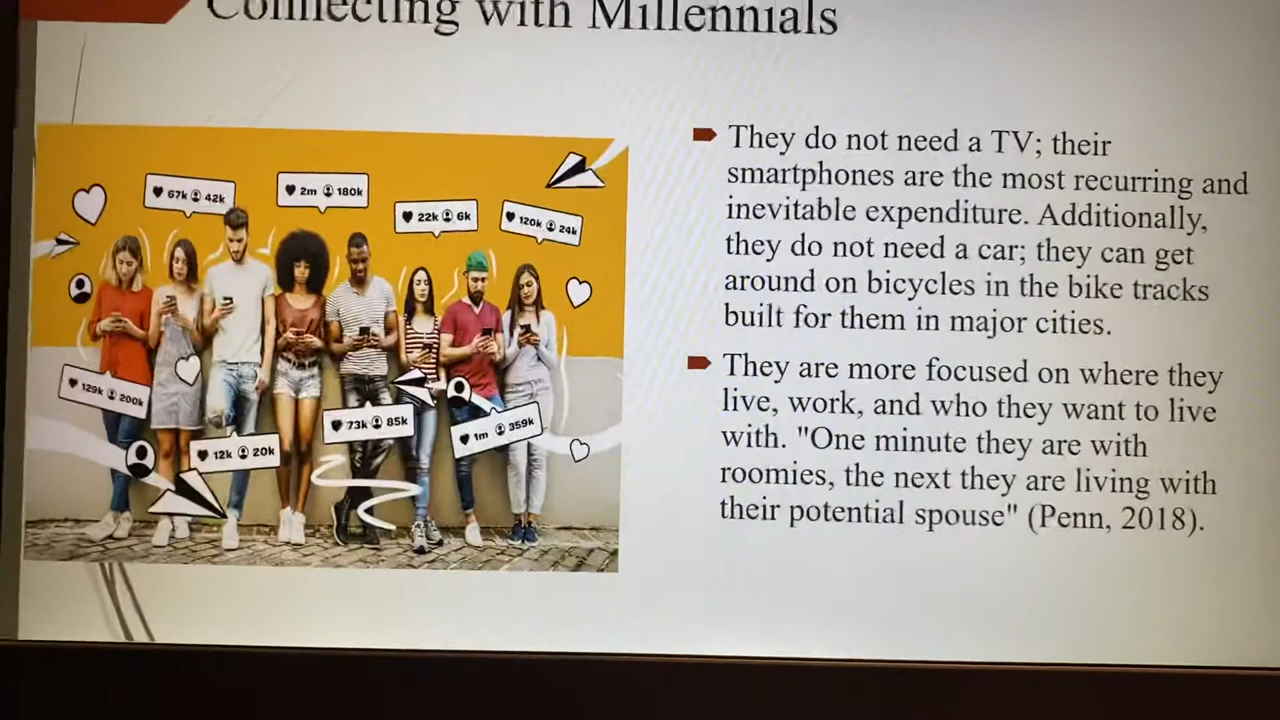 Connecting with Millennials
67k 42k
2m 180k
22k 6k
120k 24k
They do not need a TV; their
smartphones are the most recurring and
inevitable expenditure. Additionally,
they do not need a car; they can get
around on bicycles in the bike tracks
built for them in major cities.
129k 200k
12k 20k
73k 85k
1m 359k
They are more focused on where they
live, work, and who they want to live
with. "One minute they are with
roomies, the next they are living with
their potential spouse" (Penn, 2018).